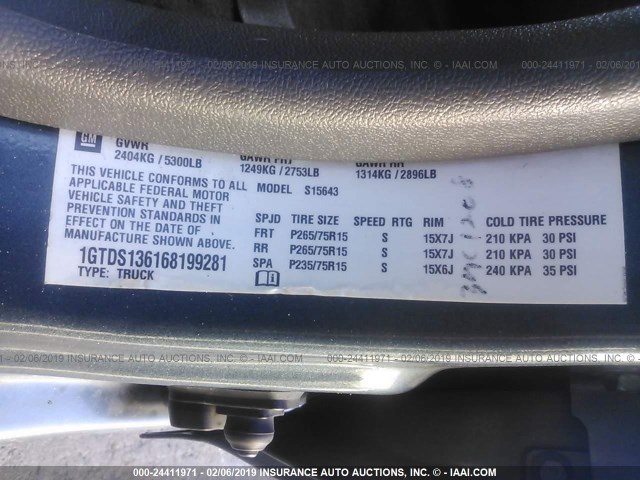 000-24411971 - 02/06/2019 INSURANCE AUTO AUCTIONS, INC. - © IAAI.COM
GM
GVWR GAWR FRT GAWR RR
2404KG / 5300LB 1249KG / 2753LB 1314KG / 2896LB
THIS VEHICLE CONFORMS TO ALL
APPLICABLE FEDERAL MOTOR
VEHICLE SAFETY AND THEFT
PREVENTION STANDARDS IN
EFFECT ON THE DATE OF
MANUFACTURE SHOWN ABOVE.
1GTDS136168199281
TYPE: TRUCK
MODEL S15643
SPJD TIRE SIZE SPEED RTG RIM COLD TIRE PRESSURE
FRT P265/75R15 S 15X7J 210 KPA 30 PSI
RR P265/75R15 S 15X7J 210 KPA 30 PSI
SPA P235/75R15 S 15X6J 240 KPA 35 PSI
000-24411971 - 02/06/2019 INSURANCE AUTO AUCTIONS, INC. - © IAAI.COM
000-24411971 - 02/06/2019 INSURANCE AUTO AUCTIONS, INC. - © IAAI.COM